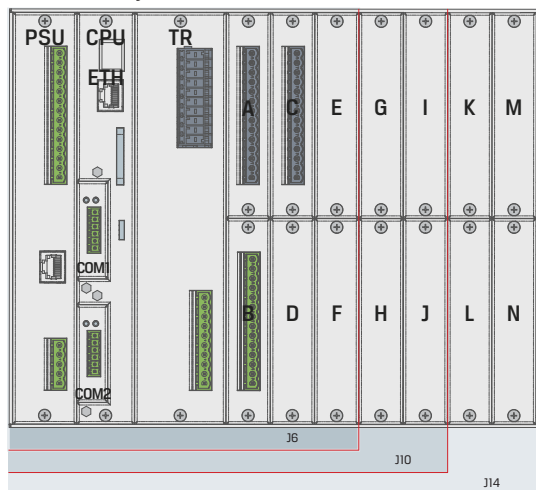 PSU CPU TR
ETH
A C E G I K M
COM1
B D F H J L N
COM2
J6
J10
J14